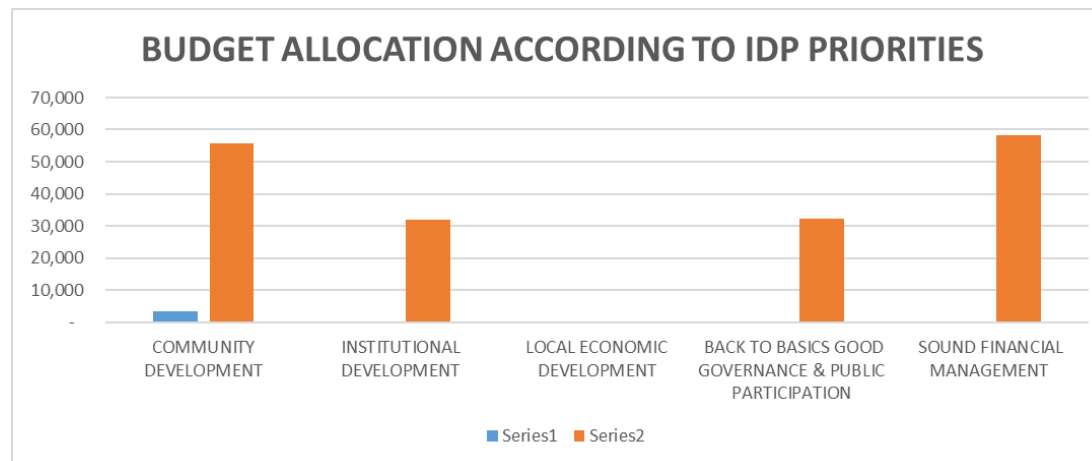 BUDGET ALLOCATION ACCORDING TO IDP PRIORITIES
70,000
60,000
50,000
40,000
30,000
20,000
10,000
-
COMMUNITY
DEVELOPMENT
INSTITUTIONAL
DEVELOPMENT
LOCAL ECONOMIC
DEVELOPMENT
BACK TO BASICS GOOD
GOVERNANCE & PUBLIC
PARTICIPATION
SOUND FINANCIAL
MANAGEMENT
Series1 Series2